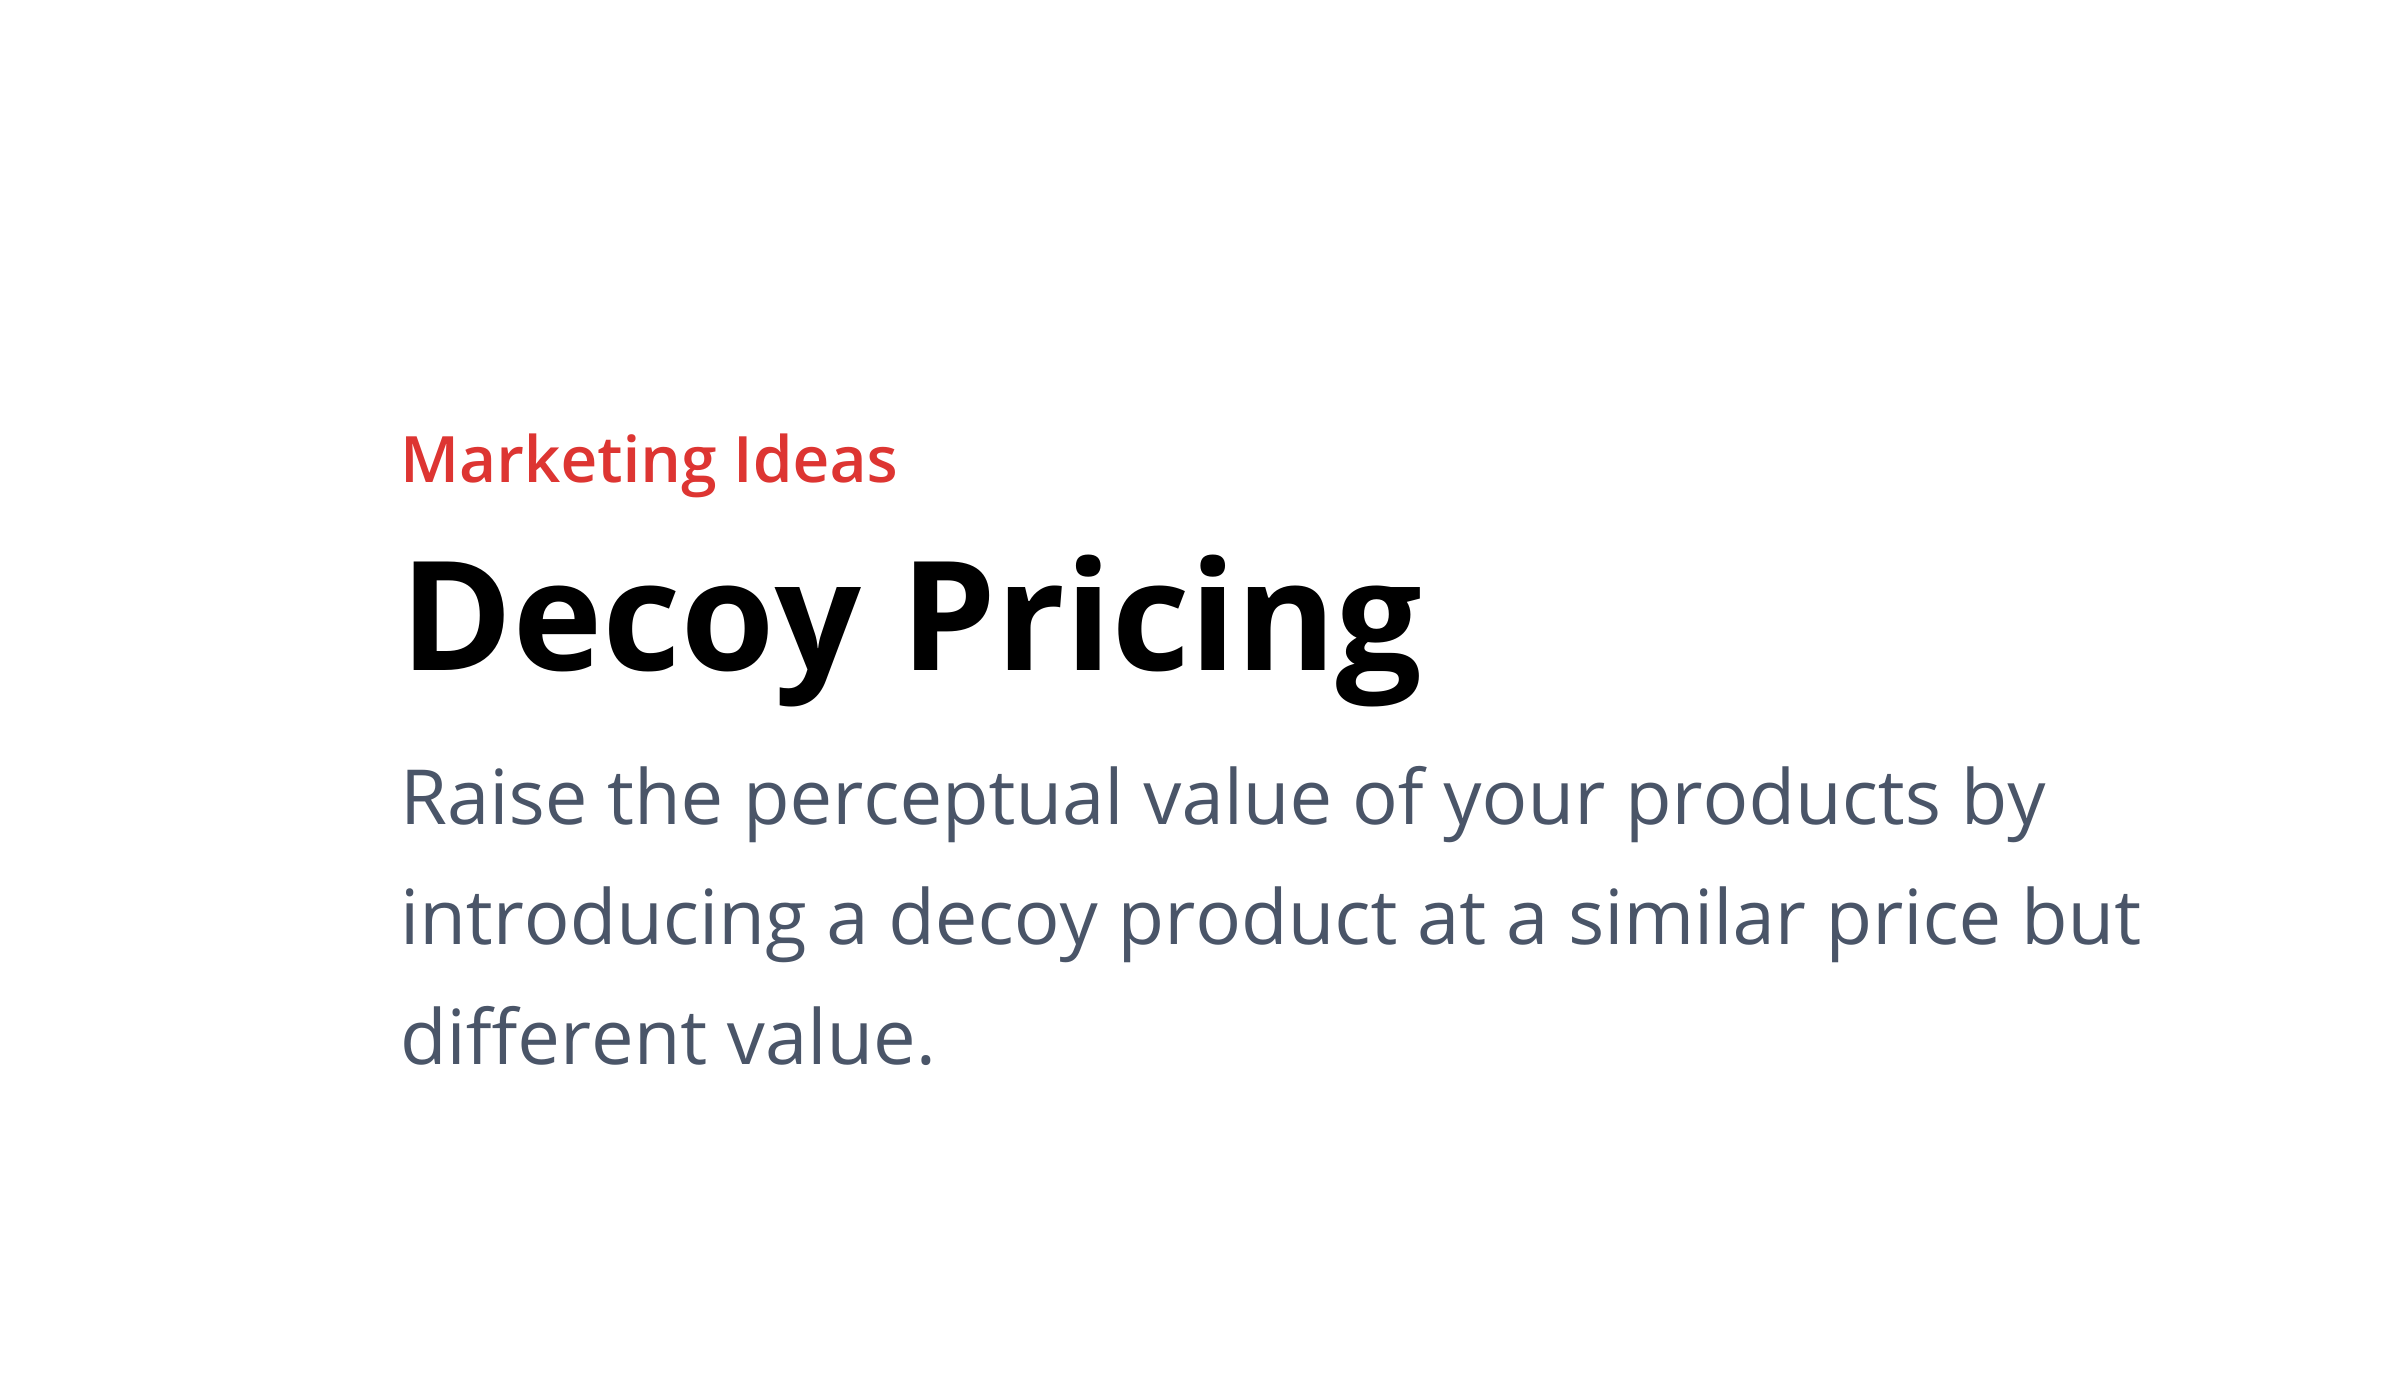 Marketing Ideas
Decoy Pricing
Raise the perceptual value of your products by
introducing a decoy product at a similar price but
different value.